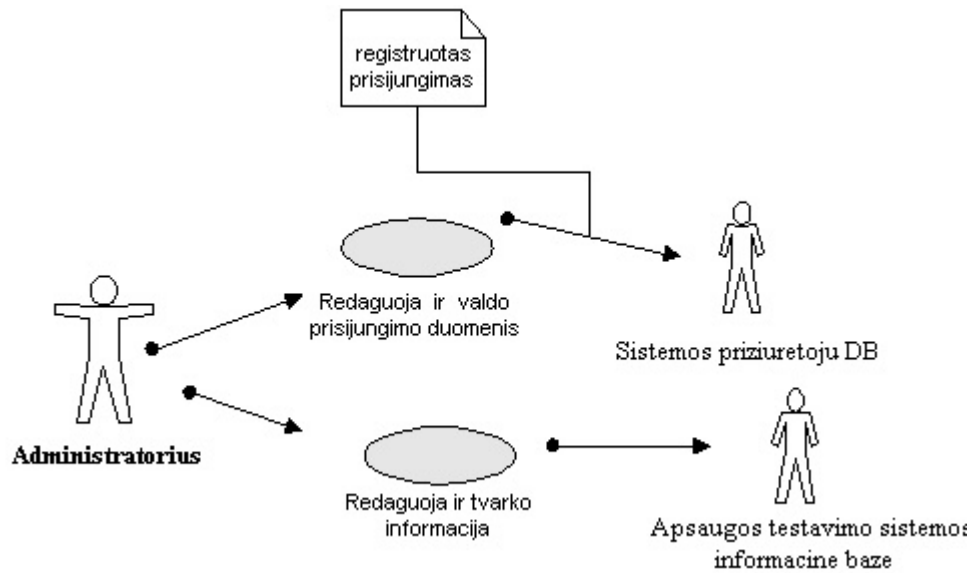 registruotas
prisijungimas
Redaguoja ir valdo
prisijungimo duomenis
Sistemos priziuretoju DB
Administratorius
Redaguoja ir tvarko
informacija
Apsaugos testavimo sistemos
informacine baze